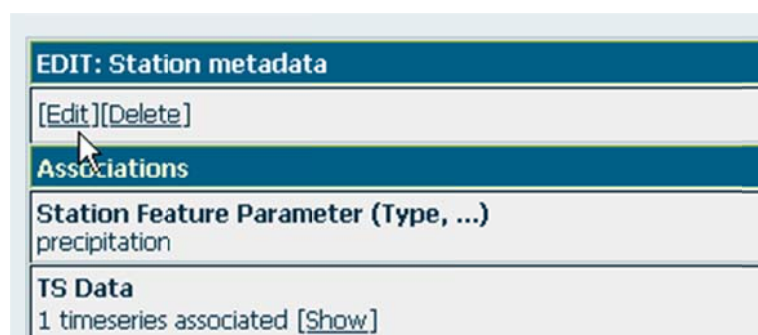 EDIT: Station metadata
[Edit][Delete]
Associations
Station Feature Parameter (Type, ...)
precipitation
TS Data
1 timeseries associated [Show]